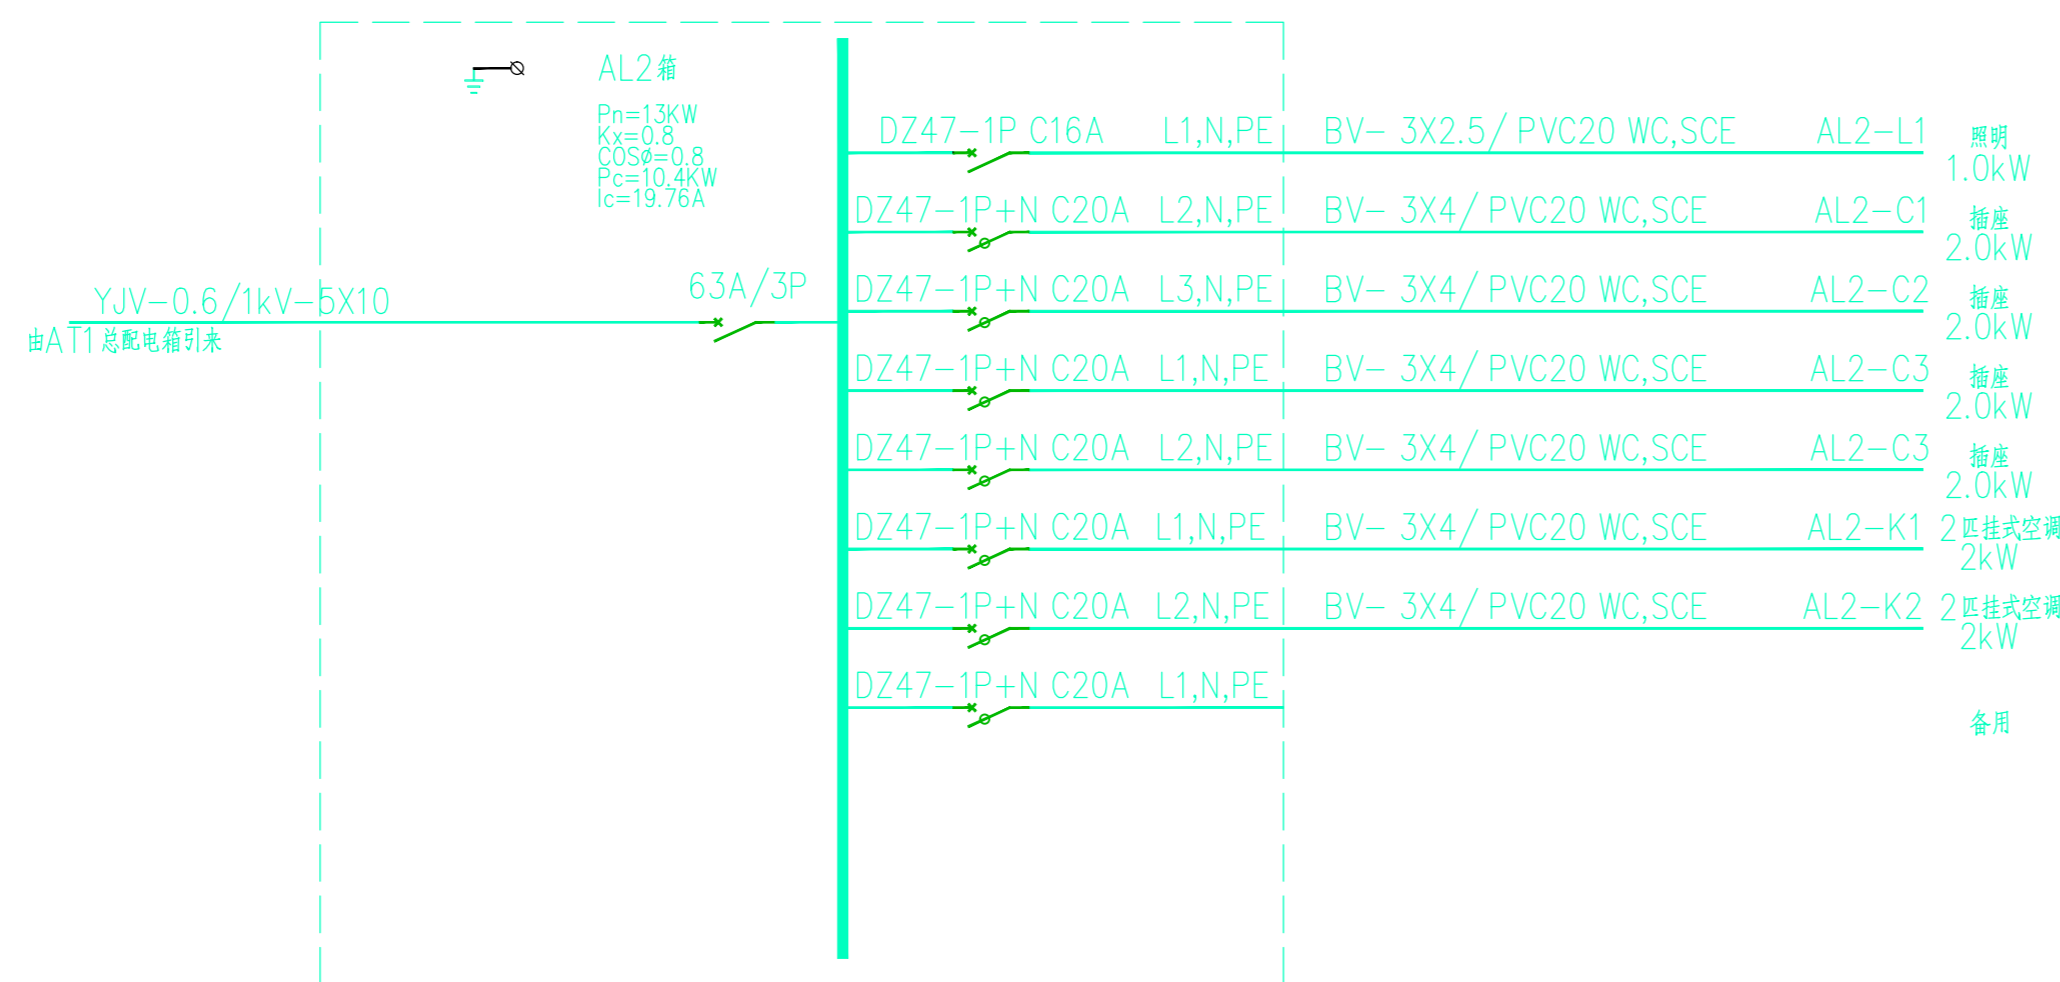 AL2箱
Pn=13KW
Kx=0.8
COSø=0.8
Pc=10.4KW
Ic=19.76A
YJV-0.6/1kV-5X10
由AT1总配电箱引来
63A/3P
DZ47-1P C16A L1,N,PE BV- 3X2.5/ PVC20 WC,SCE AL2-L1 照明
1.0kW
DZ47-1P+N C20A L2,N,PE BV- 3X4/ PVC20 WC,SCE AL2-C1 插座
2.0kW
DZ47-1P+N C20A L3,N,PE BV- 3X4/ PVC20 WC,SCE AL2-C2 插座
2.0kW
DZ47-1P+N C20A L1,N,PE BV- 3X4/ PVC20 WC,SCE AL2-C3 插座
2.0kW
DZ47-1P+N C20A L2,N,PE BV- 3X4/ PVC20 WC,SCE AL2-C3 插座
2.0kW
DZ47-1P+N C20A L1,N,PE BV- 3X4/ PVC20 WC,SCE AL2-K1 2匹挂式空调
2kW
DZ47-1P+N C20A L2,N,PE BV- 3X4/ PVC20 WC,SCE AL2-K2 2匹挂式空调
2kW
DZ47-1P+N C20A L1,N,PE
备用